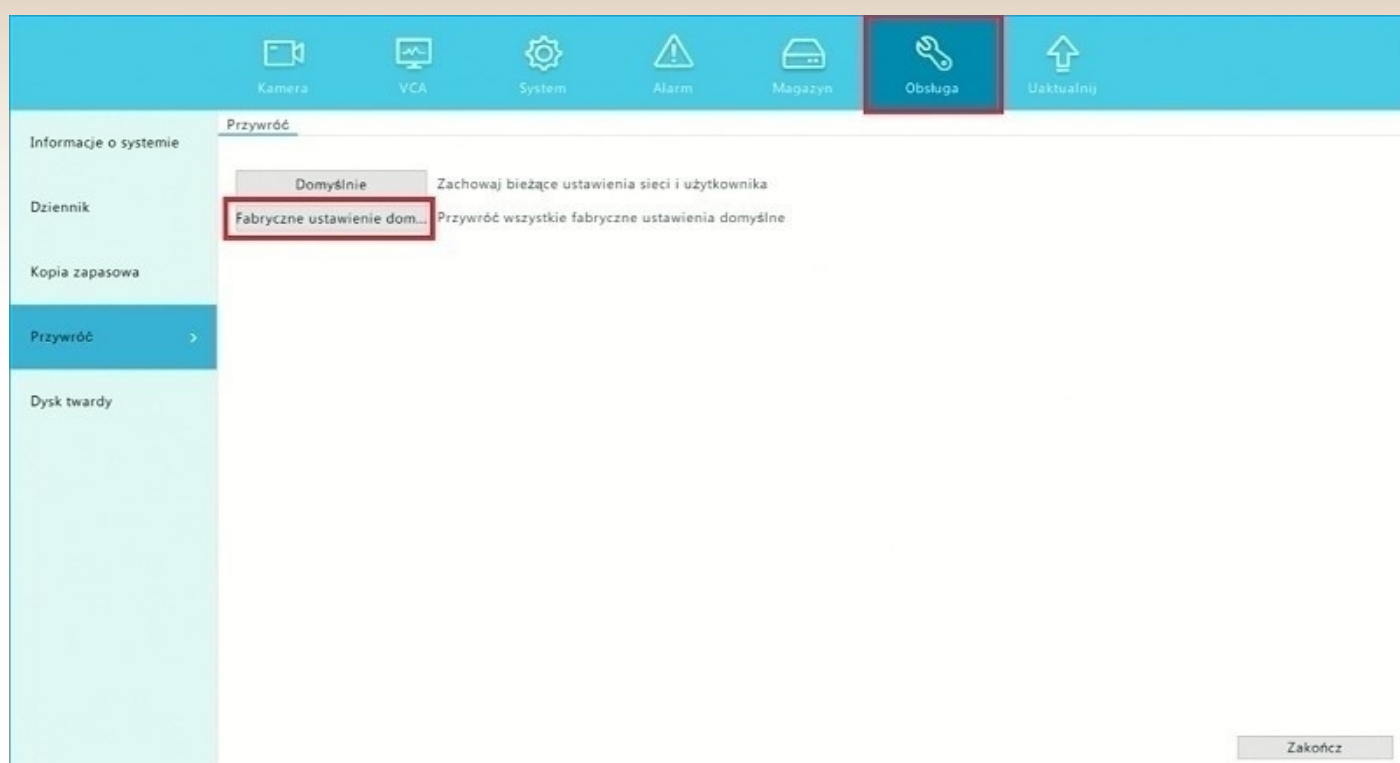 Kamera VCA System Alarm Magazyn Obsługa Uaktualnij
Przywróć
Informacje o systemie
Domyślnie Zachowaj bieżące ustawienia sieci i użytkownika
Dziennik
Fabryczne ustawienie dom... Przywróć wszystkie fabryczne ustawienia domyślne
Kopia zapasowa
Przywróć >
Dysk twardy
Zakończ